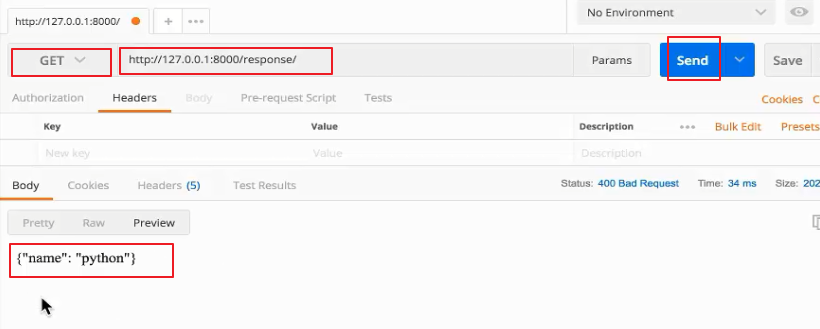 No Environment
http://127.0.0.1:8000/
GET http://127.0.0.1:8000/response/ Params Send Save
Authorization Headers Body Pre-request Script Tests Cookies
Key Value Description Bulk Edit Presets
New key Value Description
Body Cookies Headers (5) Test Results Status: 400 Bad Request Time: 34 ms Size: 202
Pretty Raw Preview
{"name": "python"}